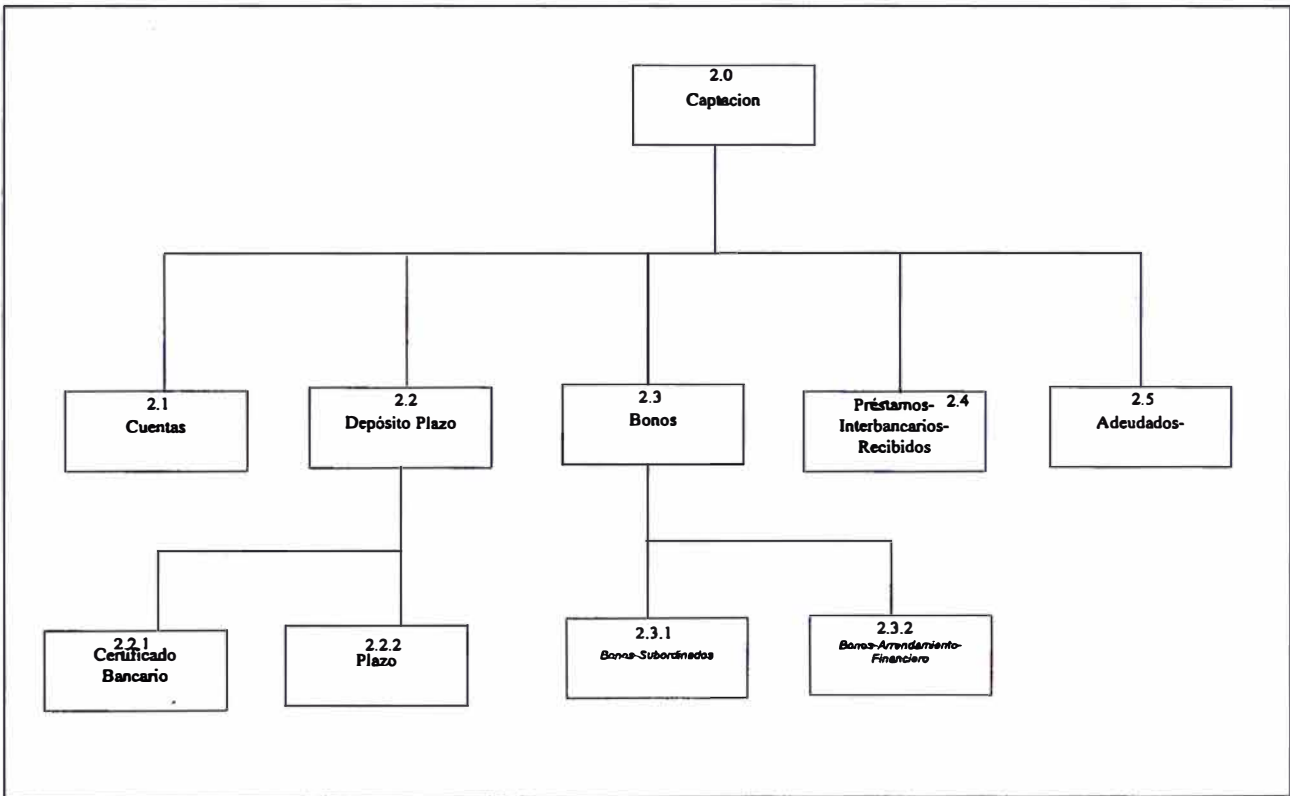 2.0
Captacion
2.1
Cuentas
2.2
Depósito Plazo
2.3
Bonos
2.4
Préstamos-
Interbancarios-
Recibidos
2.5
Adeudados-
2.2.1
Certificado
Bancario
2.2.2
Plazo
2.3.1
Bonos-Subordinados
2.3.2
Bonos-Arrendamiento-
Financiero